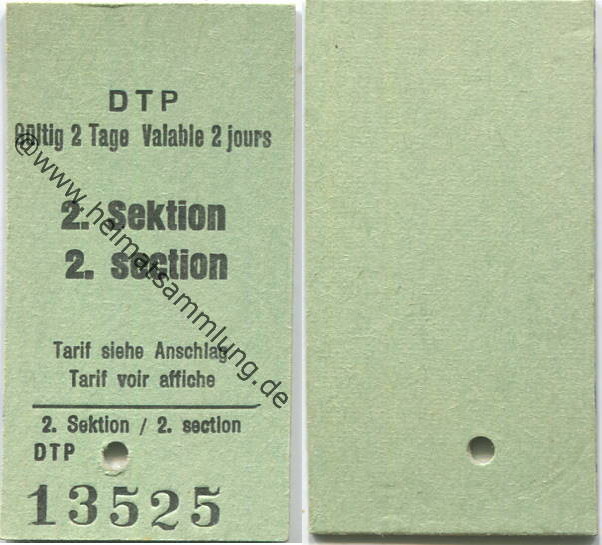 DTP
Gültig 2 Tage Valable 2 jours
2. Sektion
2. section
Tarif siehe Anschlag
Tarif voir affiche
2. Sektion / 2. section
DTP
13525
@www.heimatsammlung.de